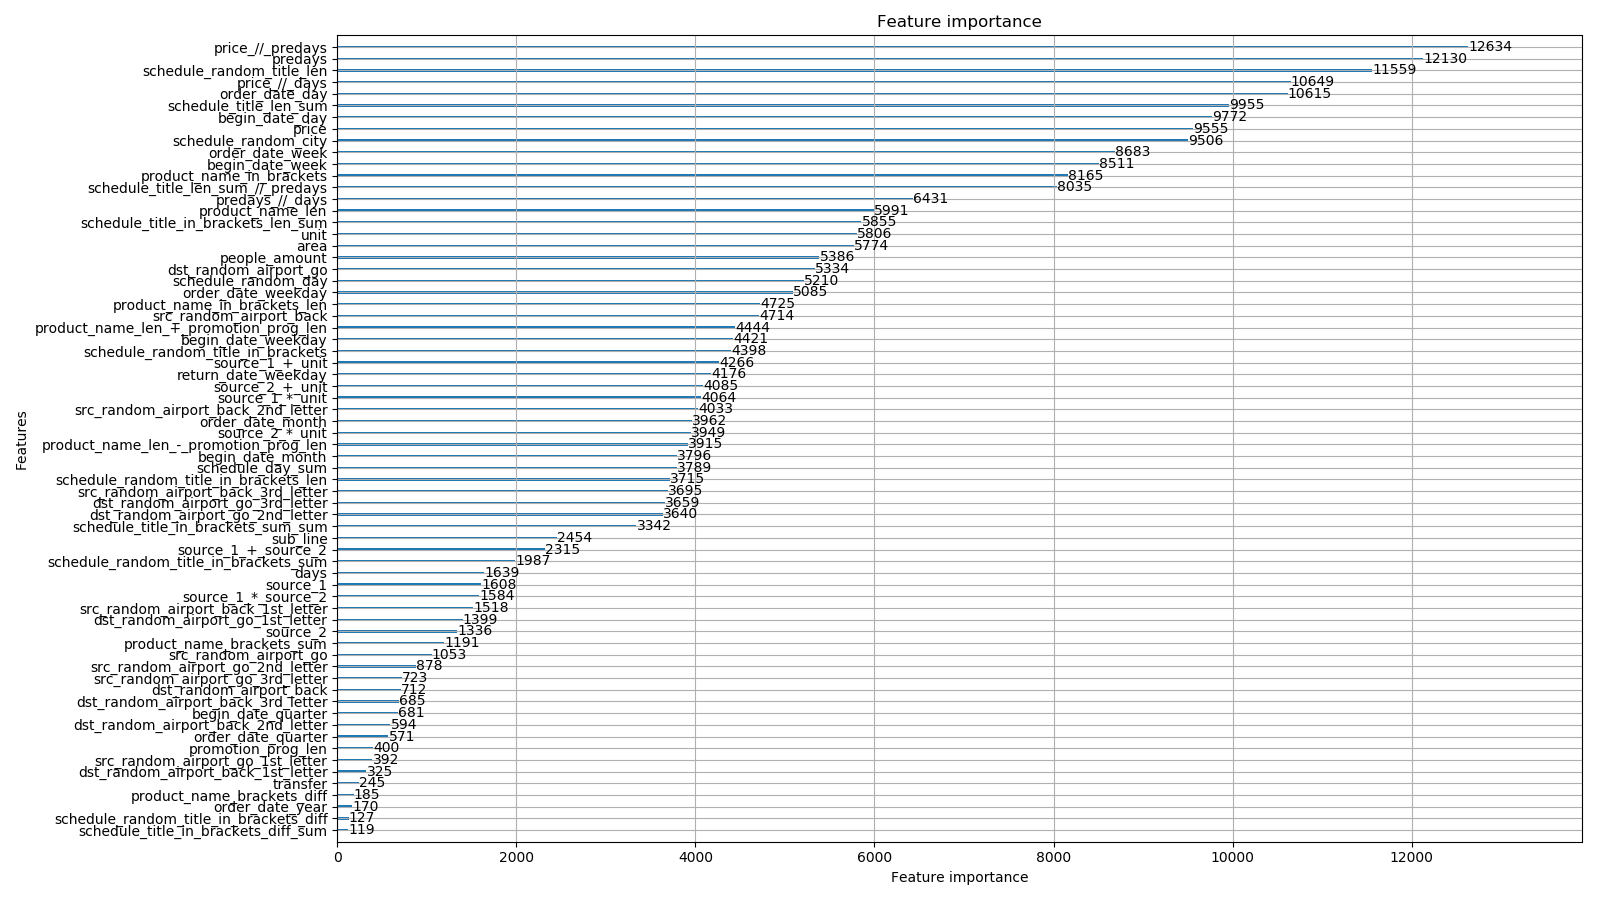 Feature importance
price_//_predays 12634
predays 12130
schedule_random_title_len 11559
price_//_days 10649
order_date_day 10615
schedule_title_len_sum 9955
begin_date_day 9772
price 9555
schedule_random_city 9506
order_date_week 8683
begin_date_week 8511
product_name_in_brackets 8165
schedule_title_len_sum_//_predays 8035
predays_//_days 6431
product_name_len 5991
schedule_title_in_brackets_len_sum 5855
unit 5806
area 5774
people_amount 5386
dst_random_airport_go 5334
schedule_random_day 5210
order_date_weekday 5085
product_name_in_brackets_len 4725
src_random_airport_back 4714
product_name_len_+_promotion_prog_len 4444
begin_date_weekday 4421
schedule_random_title_in_brackets 4398
source_1_+_unit 4266
return_date_weekday 4176
source_2_+_unit 4085
source_1_*_unit 4064
src_random_airport_back_2nd_letter 4033
order_date_month 3962
source_2_*_unit 3949
product_name_len_-_promotion_prog_len 3915
begin_date_month 3796
schedule_day_sum 3789
schedule_random_title_in_brackets_len 3715
src_random_airport_back_3rd_letter 3695
dst_random_airport_go_3rd_letter 3659
dst_random_airport_go_2nd_letter 3640
schedule_title_in_brackets_sum_sum 3342
sub_line 2454
source_1_+_source_2 2315
schedule_random_title_in_brackets_sum 1987
days 1639
source_1 1608
source_1_*_source_2 1584
src_random_airport_back_1st_letter 1518
dst_random_airport_go_1st_letter 1399
source_2 1336
product_name_brackets_sum 1191
src_random_airport_go 1053
src_random_airport_go_2nd_letter 878
src_random_airport_go_3rd_letter 723
dst_random_airport_back 712
dst_random_airport_back_3rd_letter 685
begin_date_quarter 681
dst_random_airport_back_2nd_letter 594
order_date_quarter 571
promotion_prog_len 400
src_random_airport_go_1st_letter 392
dst_random_airport_back_1st_letter 325
transfer 245
product_name_brackets_diff 185
order_date_year 170
schedule_random_title_in_brackets_diff 127
schedule_title_in_brackets_diff_sum 119
Features
0 2000 4000 6000 8000 10000 12000
Feature importance